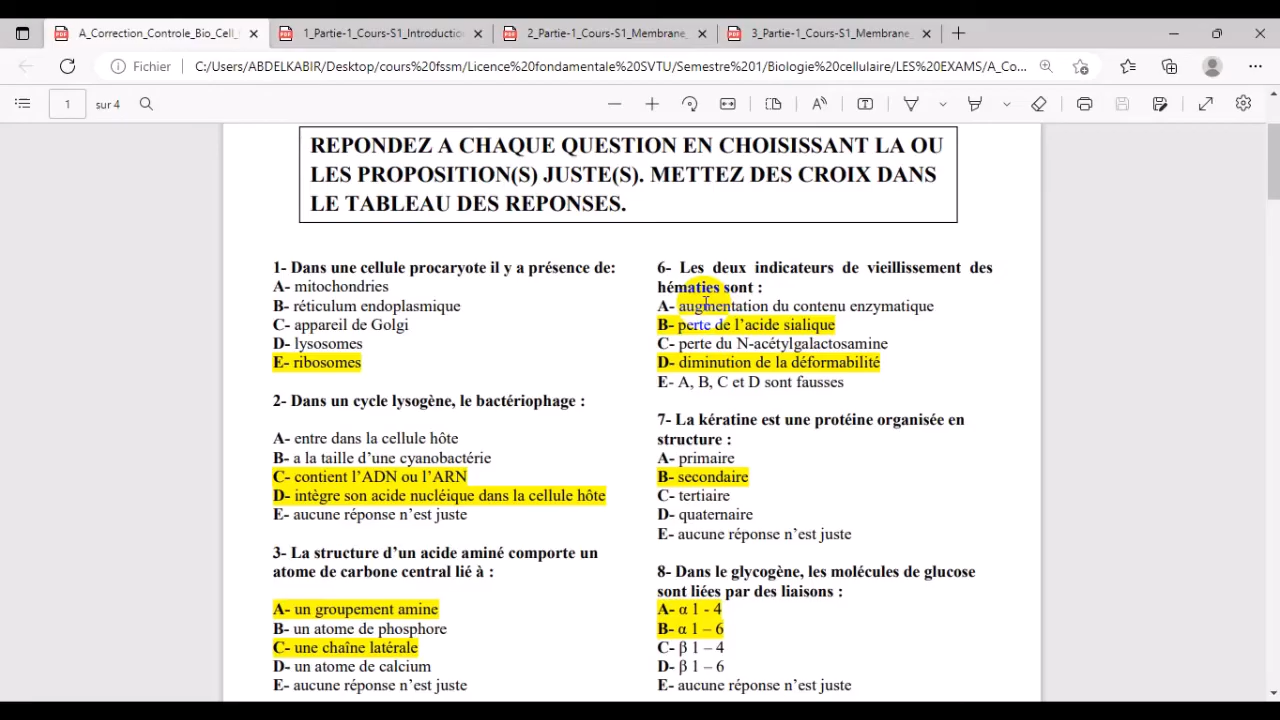 A_Correction_Controle_Bio_Cell_
1_Partie-1_Cours-S1_Introduction
2_Partie-1_Cours-S1_Membrane_
3_Partie-1_Cours-S1_Membrane_
Fichier
C:/Users/ABDELKABIR/Desktop/cours%20fssm/Licence%20fondamentale%20SVTU/Semestre%201/Biologie%20cellulaire/LES%20EXAMS/A_Co...
1 sur 4
REPONDEZ A CHAQUE QUESTION EN CHOISISSANT LA OU
LES PROPOSITION(S) JUSTE(S). METTEZ DES CROIX DANS
LE TABLEAU DES REPONSES.
1- Dans une cellule procaryote il y a présence de:
A- mitochondries
B- réticulum endoplasmique
C- appareil de Golgi
D- lysosomes
E- ribosomes
2- Dans un cycle lysogène, le bactériophage :
A- entre dans la cellule hôte
B- a la taille d’une cyanobactérie
C- contient l’ADN ou l’ARN
D- intègre son acide nucléique dans la cellule hôte
E- aucune réponse n’est juste
3- La structure d’un acide aminé comporte un
atome de carbone central lié à :
A- un groupement amine
B- un atome de phosphore
C- une chaîne latérale
D- un atome de calcium
E- aucune réponse n’est juste
6- Les deux indicateurs de vieillissement des
hématies sont :
A- augmentation du contenu enzymatique
B- perte de l’acide sialique
C- perte du N-acétylgalactosamine
D- diminution de la déformabilité
E- A, B, C et D sont fausses
7- La kératine est une protéine organisée en
structure :
A- primaire
B- secondaire
C- tertiaire
D- quaternaire
E- aucune réponse n’est juste
8- Dans le glycogène, les molécules de glucose
sont liées par des liaisons :
A- α 1 - 4
B- α 1 – 6
C- β 1 – 4
D- β 1 – 6
E- aucune réponse n’est juste